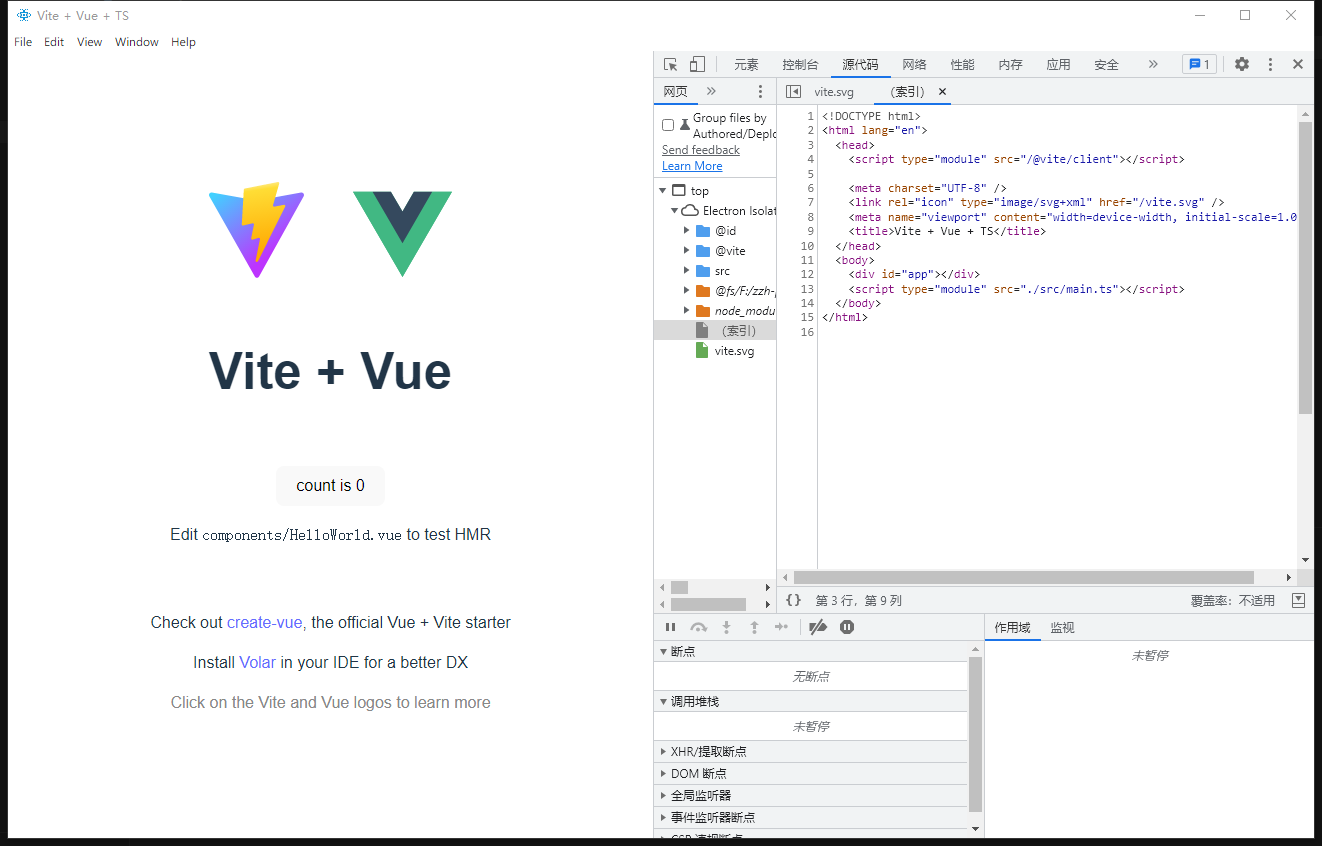 Vite + Vue + TS
File Edit View Window Help
元素 控制台 源代码 网络 性能 内存 应用 安全 » 1
网页 »
vite.svg (索引) ×
Group files by
Authored/Deplo
Send feedback
Learn More
top
Electron Isolat
@id
@vite
src
@fs/F:/zzh-p
node_modu
(索引)
vite.svg
1 <!DOCTYPE html>
2 <html lang="en">
3 <head>
4 <script type="module" src="/@vite/client"></script>
5
6 <meta charset="UTF-8" />
7 <link rel="icon" type="image/svg+xml" href="/vite.svg" />
8 <meta name="viewport" content="width=device-width, initial-scale=1.0
9 <title>Vite + Vue + TS</title>
10 </head>
11 <body>
12 <div id="app"></div>
13 <script type="module" src="./src/main.ts"></script>
14 </body>
15 </html>
16
{} 第 3 行，第 9 列 覆盖率：不适用
Vite + Vue
count is 0
Edit components/HelloWorld.vue to test HMR
Check out create-vue, the official Vue + Vite starter
Install Volar in your IDE for a better DX
Click on the Vite and Vue logos to learn more
断点
无断点
调用堆栈
未暂停
XHR/提取断点
DOM 断点
全局监听器
事件监听器断点
CSP 违规断点
作用域 监视
未暂停